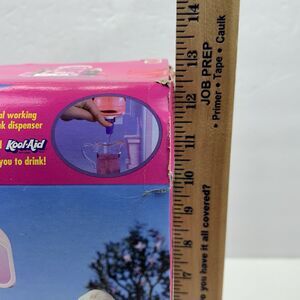 al working
nk dispenser
Kool-Aid
you to drink!
JOB PREP
• Primer • Tape • Caulk
you have it all covered?
14
13
12
11
10
9
8
7